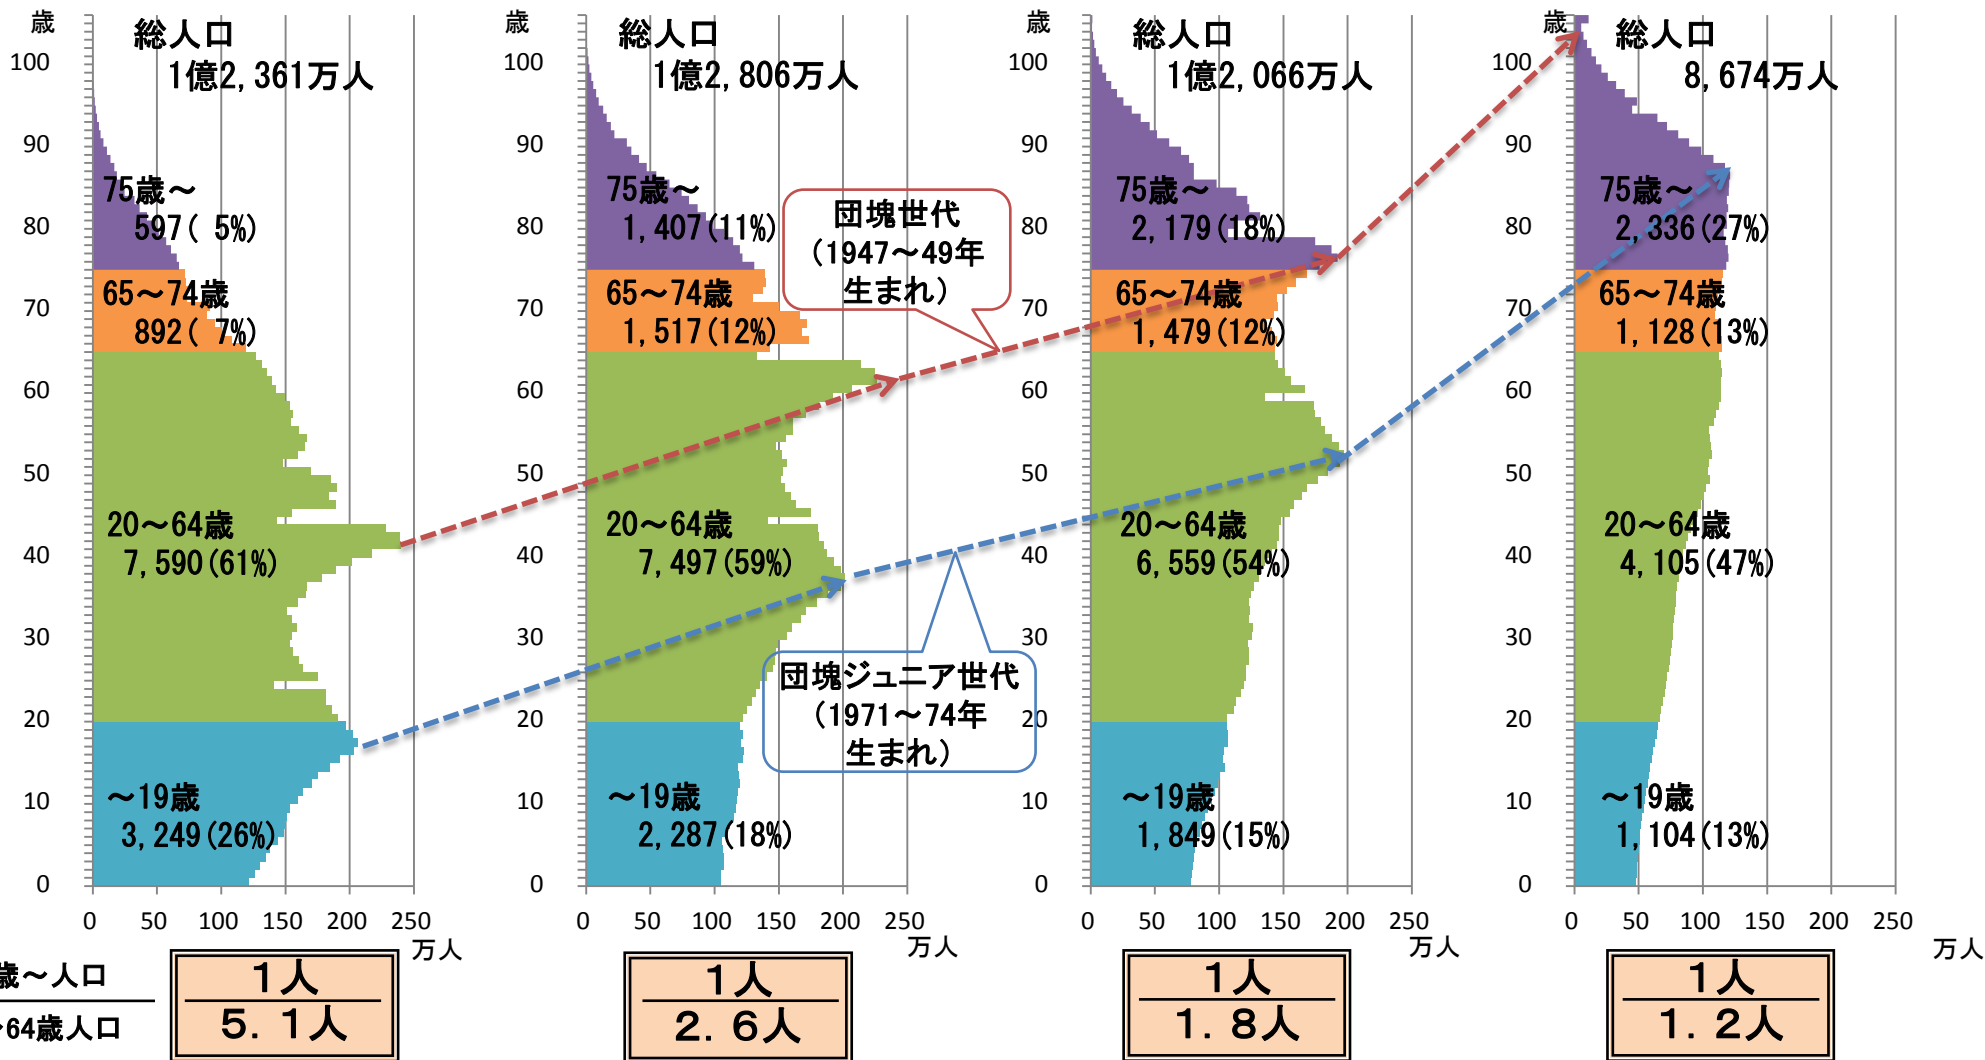 歳
100
90
80
70
60
50
40
30
20
10
0
総人口
1億2,361万人
75歳~
597( 5%)
65~74歳
892( 7%)
20~64歳
7,590(61%)
~19歳
3,249(26%)
0 50 100 150 200 250
万人
歳
100
90
80
70
60
50
40
30
20
10
0
総人口
1億2,806万人
75歳~
1,407(11%)
65~74歳
1,517(12%)
20~64歳
7,497(59%)
~19歳
2,287(18%)
0 50 100 150 200 250
万人
団塊世代
(1947~49年
生まれ)
団塊ジュニア世代
(1971~74年
生まれ)
歳
100
90
80
70
60
50
40
30
20
10
0
総人口
1億2,066万人
75歳~
2,179(18%)
65~74歳
1,479(12%)
20~64歳
6,559(54%)
~19歳
1,849(15%)
0 50 100 150 200 250
万人
歳
100
90
80
70
60
50
40
30
20
10
0
総人口
8,674万人
75歳~
2,336(27%)
65~74歳
1,128(13%)
20~64歳
4,105(47%)
~19歳
1,104(13%)
0 50 100 150 200 250
万人
歳~人口
~64歳人口
1人
5.1人
1人
2.6人
1人
1.8人
1人
1.2人